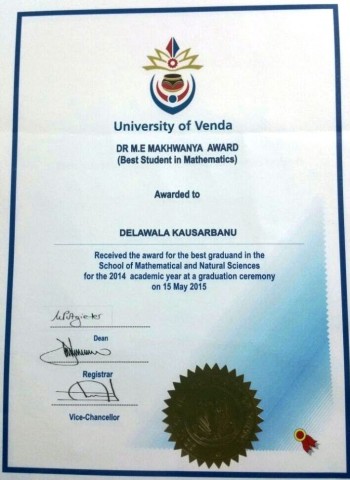 University of Venda
DR M.E MAKHWANYA AWARD
(Best Student in Mathematics)
Awarded to
DELAWALA KAUSARBANU
Received the award for the best graduand in the
School of Mathematical and Natural Sciences
for the 2014 academic year at a graduation ceremony
on 15 May 2015
Dean
Registrar
Vice-Chancellor